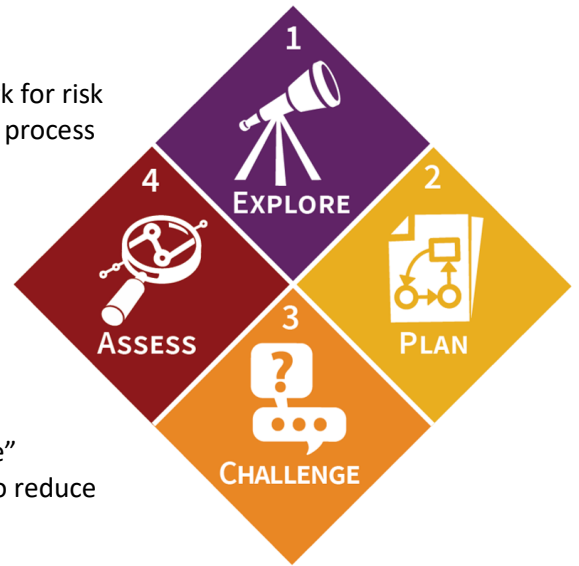 1
k for risk
process
4
2
EXPLORE
3
ASSESS
PLAN
?
e”
o reduce
CHALLENGE